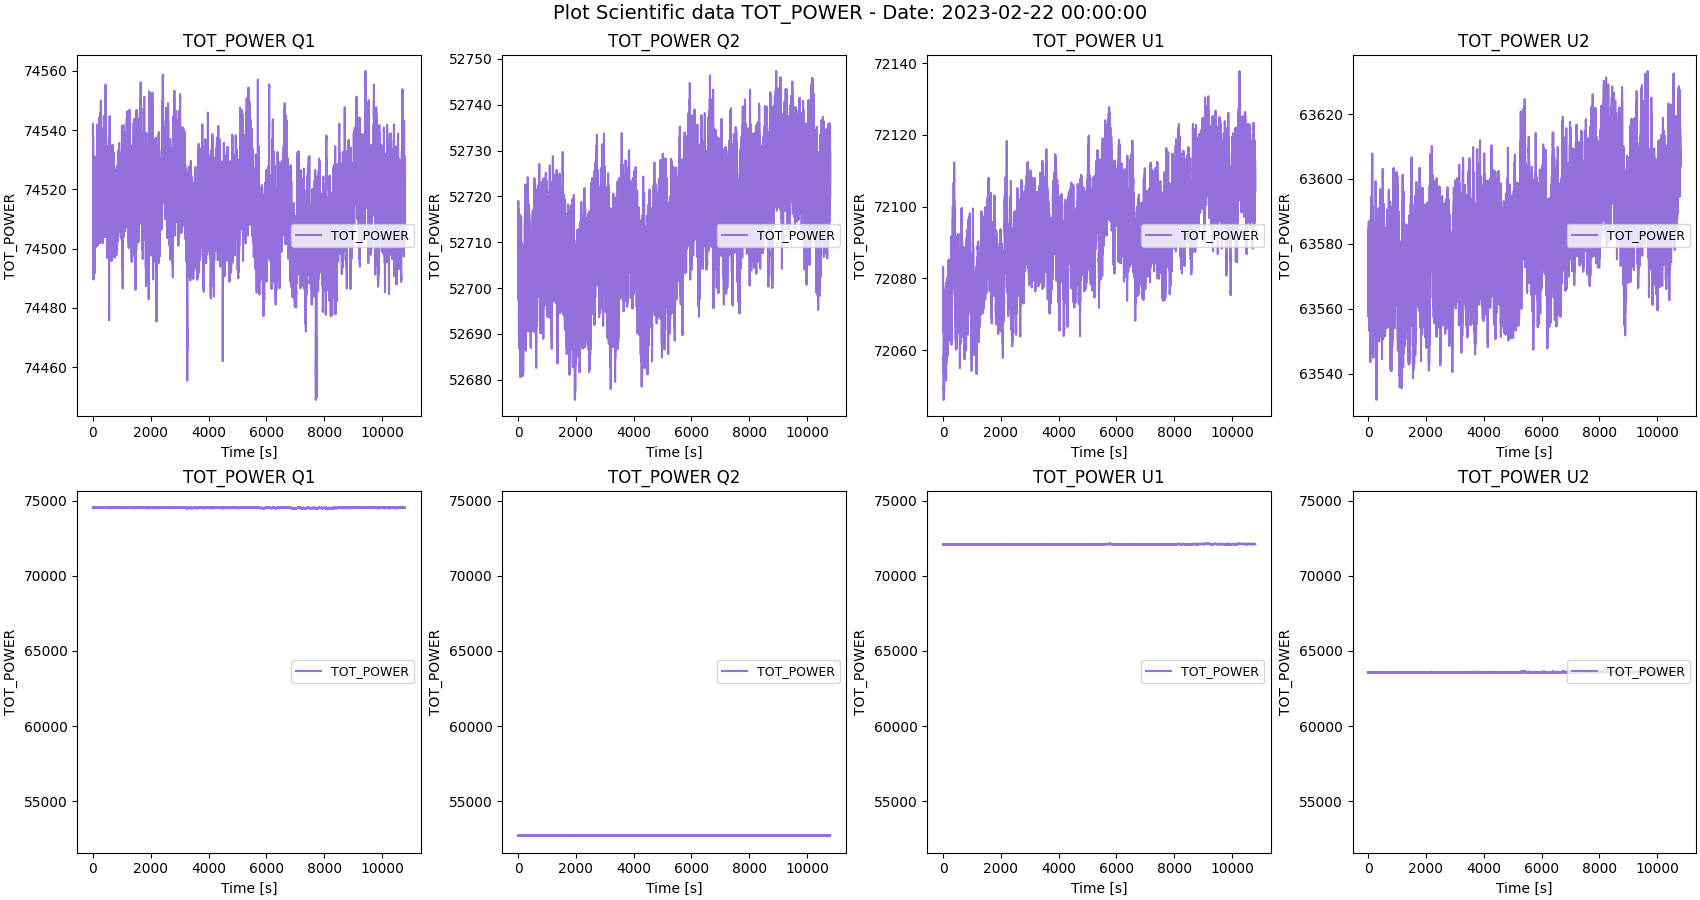 Plot Scientific data TOT_POWER - Date: 2023-02-22 00:00:00
TOT_POWER Q1
74560
74540
74520
74500
74480
74460
TOT_POWER
TOT_POWER
0 2000 4000 6000 8000 10000
Time [s]
TOT_POWER Q2
52750
52740
52730
52720
52710
52700
52690
52680
TOT_POWER
TOT_POWER
0 2000 4000 6000 8000 10000
Time [s]
TOT_POWER U1
72140
72120
72100
72080
72060
TOT_POWER
TOT_POWER
0 2000 4000 6000 8000 10000
Time [s]
TOT_POWER U2
63620
63600
63580
63560
63540
TOT_POWER
TOT_POWER
0 2000 4000 6000 8000 10000
Time [s]
TOT_POWER Q1
75000
70000
65000
60000
55000
TOT_POWER
TOT_POWER
0 2000 4000 6000 8000 10000
Time [s]
TOT_POWER Q2
75000
70000
65000
60000
55000
TOT_POWER
TOT_POWER
0 2000 4000 6000 8000 10000
Time [s]
TOT_POWER U1
75000
70000
65000
60000
55000
TOT_POWER
TOT_POWER
0 2000 4000 6000 8000 10000
Time [s]
TOT_POWER U2
75000
70000
65000
60000
55000
TOT_POWER
TOT_POWER
0 2000 4000 6000 8000 10000
Time [s]